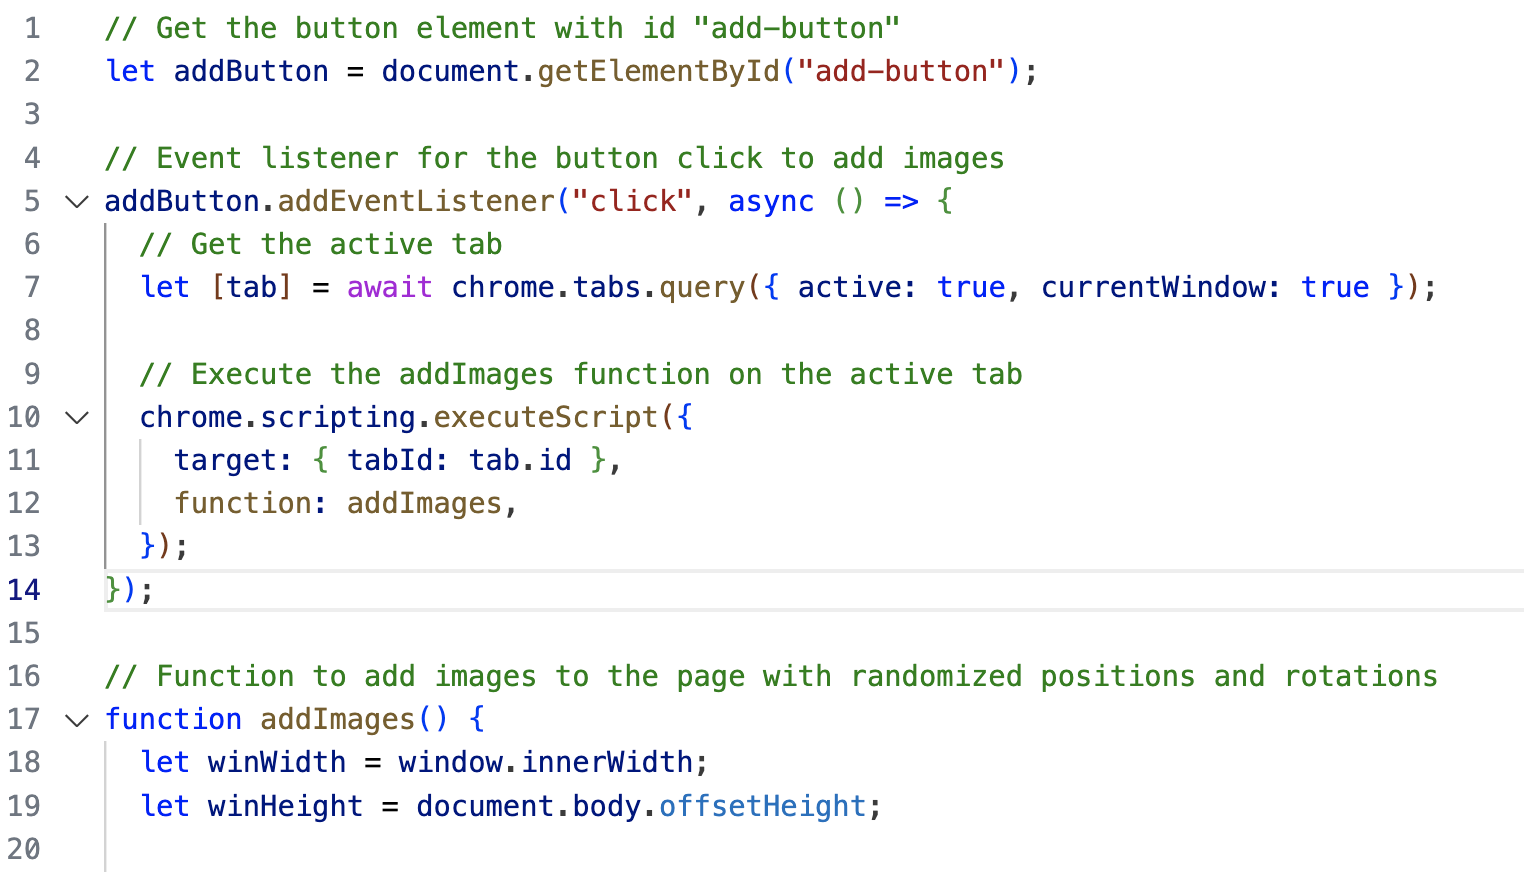 1 // Get the button element with id "add-button"
2 let addButton = document.getElementById("add-button");
3
4 // Event listener for the button click to add images
5 addButton.addEventListener("click", async () => {
6   // Get the active tab
7   let [tab] = await chrome.tabs.query({ active: true, currentWindow: true });
8
9   // Execute the addImages function on the active tab
10   chrome.scripting.executeScript({
11     target: { tabId: tab.id },
12     function: addImages,
13   });
14 });
15
16 // Function to add images to the page with randomized positions and rotations
17 function addImages() {
18   let winWidth = window.innerWidth;
19   let winHeight = document.body.offsetHeight;
20